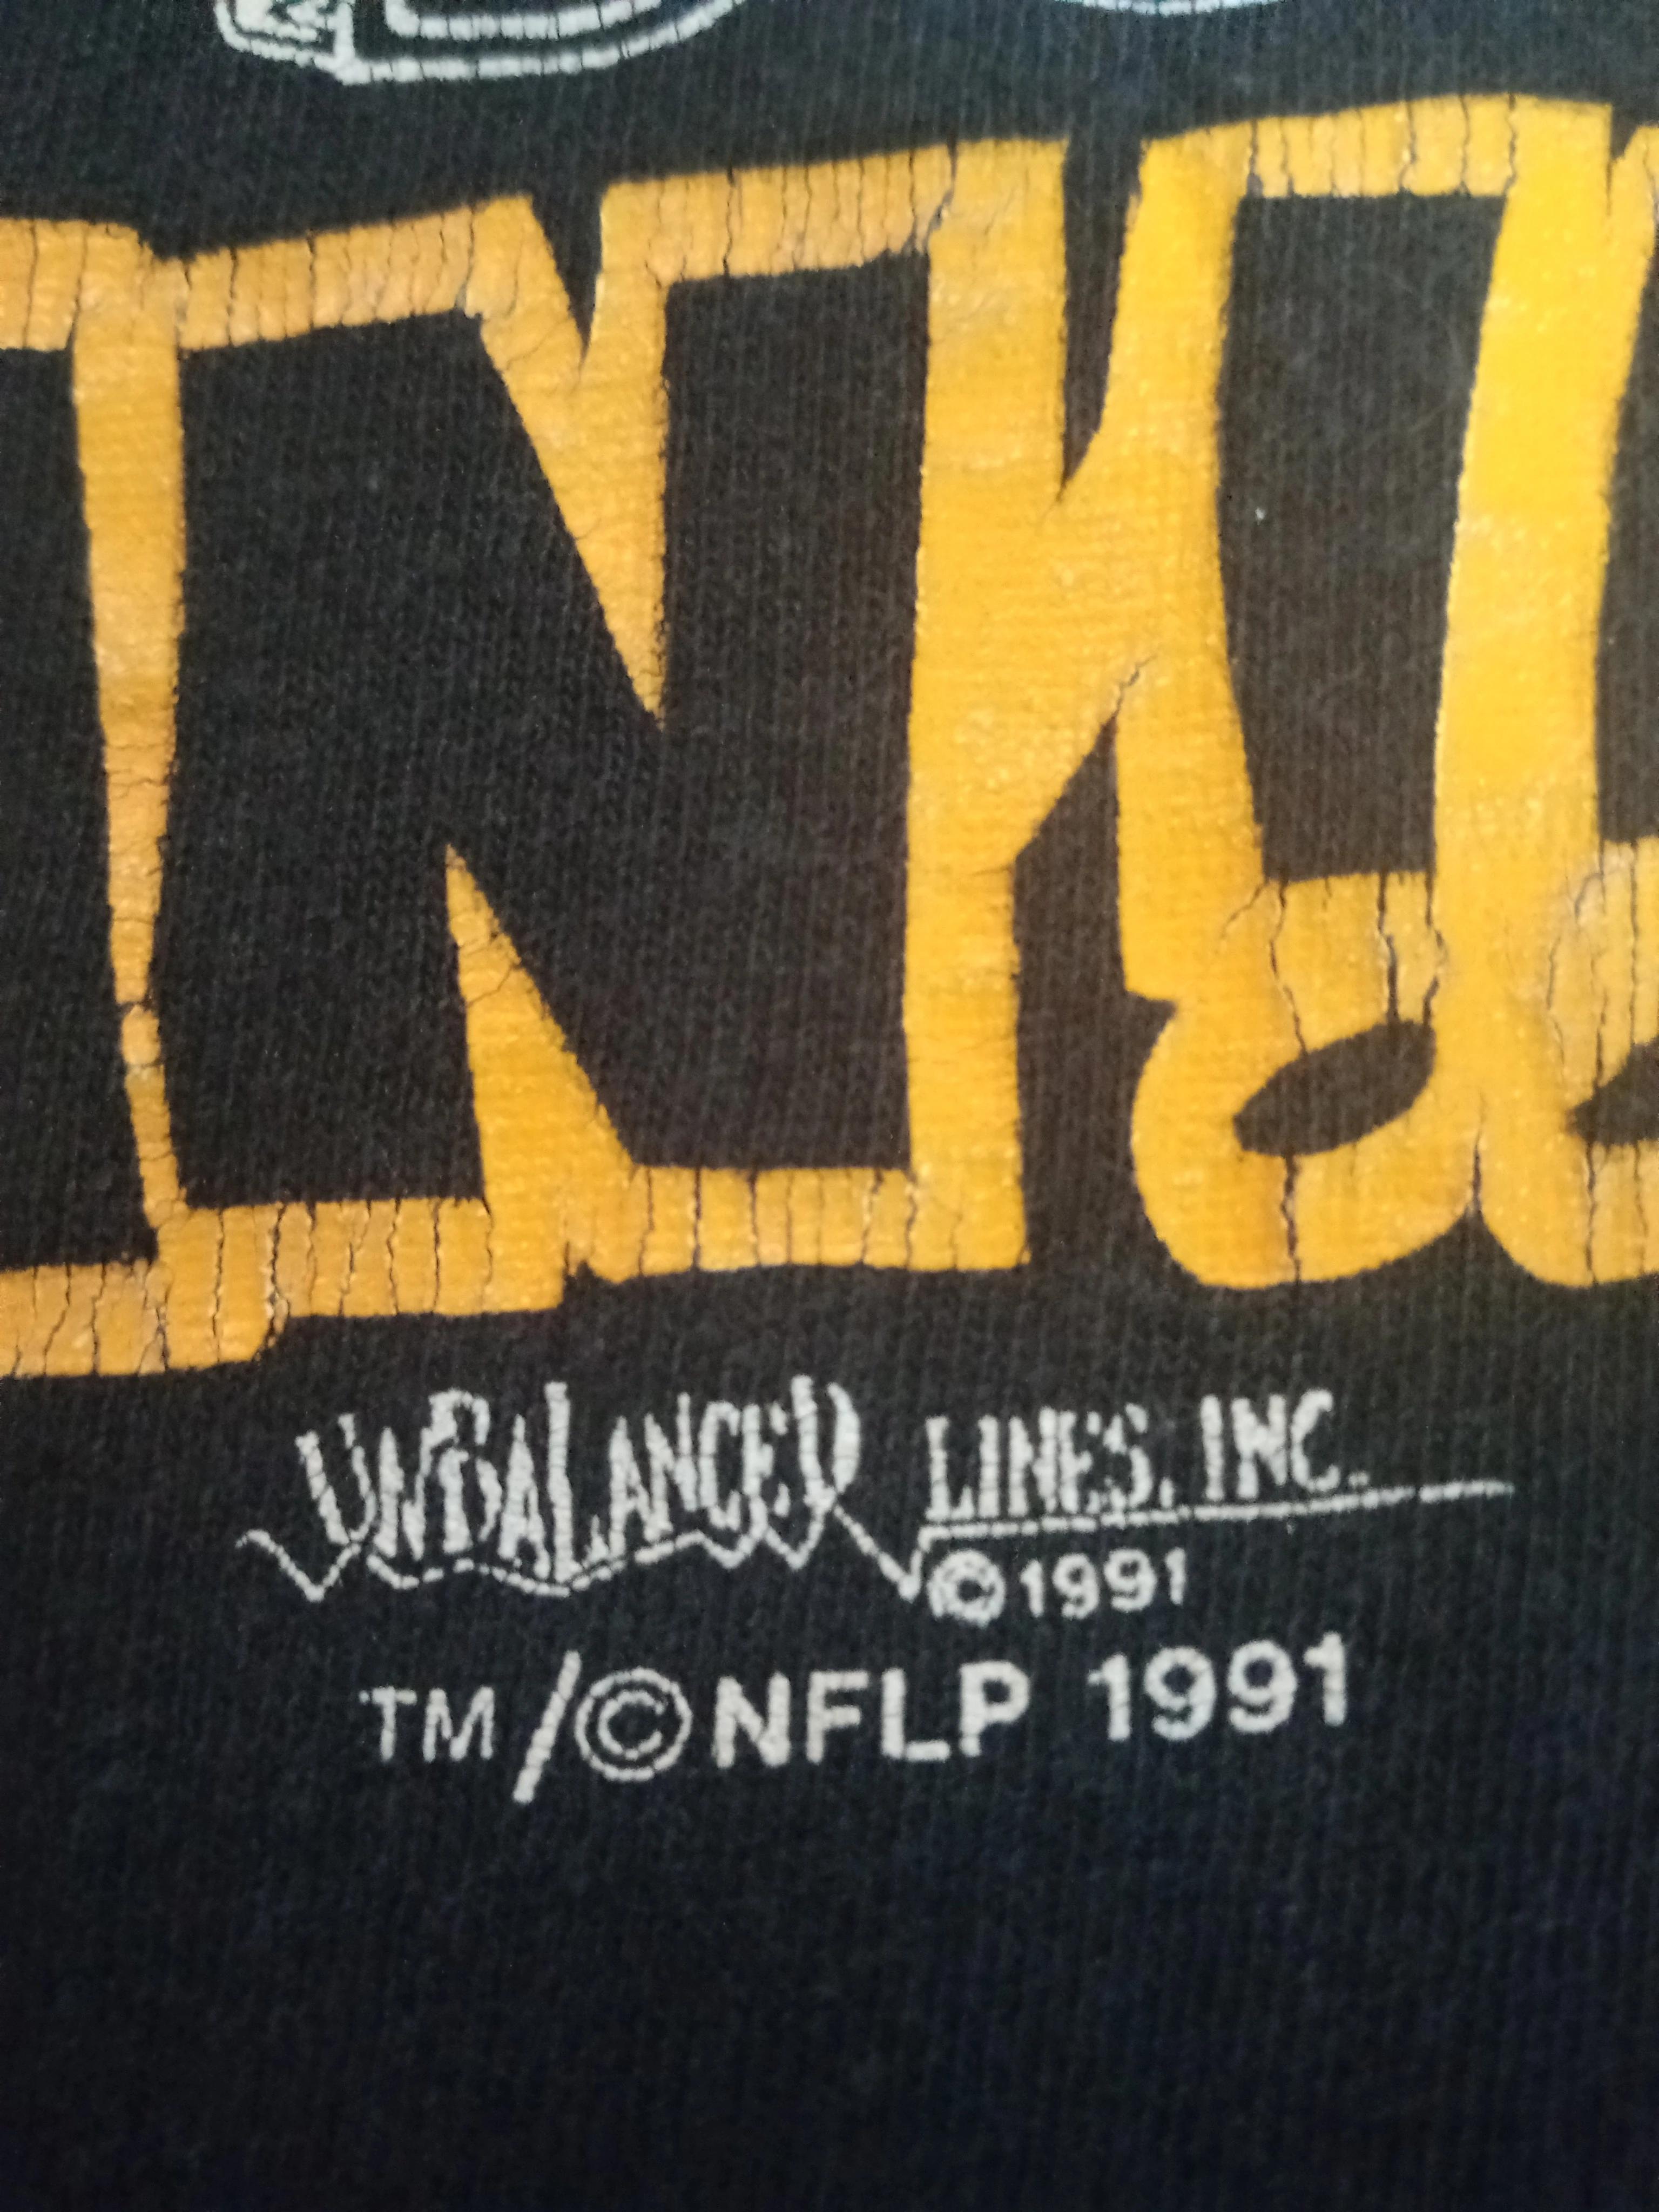 UNBALANCED LINES, INC.
©1991
TM/©NFLP 1991